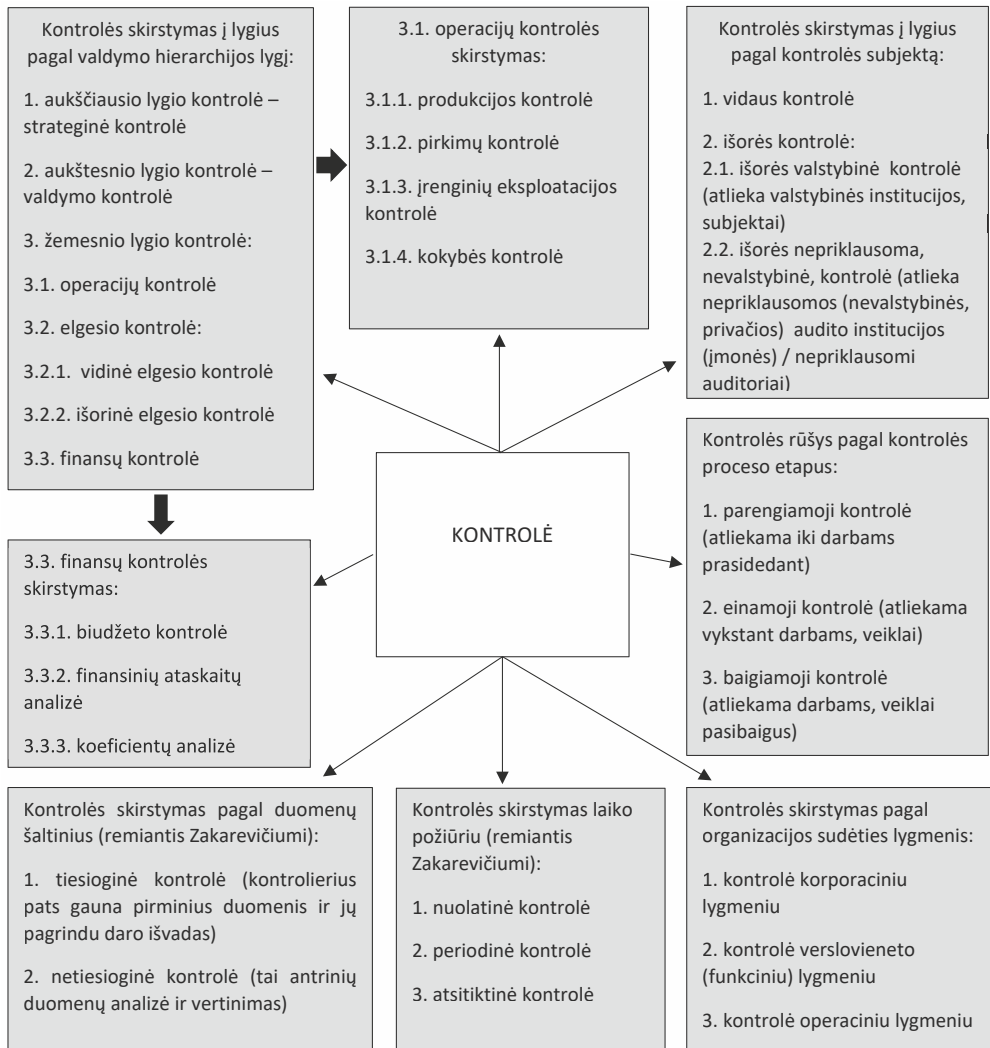 Kontrolės skirstymas į lygius
pagal valdymo hierarchijos lygį:
1. aukščiausio lygio kontrolė –
strateginė kontrolė
2. aukštesnio lygio kontrolė –
valdymo kontrolė
3. žemesnio lygio kontrolė:
3.1. operacijų kontrolė
3.2. elgesio kontrolė:
3.2.1. vidinė elgesio kontrolė
3.2.2. išorinė elgesio kontrolė
3.3. finansų kontrolė
3.1. operacijų kontrolės
skirstymas:
3.1.1. produkcijos kontrolė
3.1.2. pirkimų kontrolė
3.1.3. įrenginių eksploatacijos
kontrolė
3.1.4. kokybės kontrolė
Kontrolės skirstymas į lygius
pagal kontrolės subjektą:
1. vidaus kontrolė
2. išorės kontrolė:
2.1. išorės valstybinė kontrolė
(atlieka valstybinės institucijos,
subjektai)
2.2. išorės nepriklausoma,
nevalstybinė, kontrolė (atlieka
nepriklausomos (nevalstybinės,
privačios) audito institucijos
(įmonės) / nepriklausomi
auditoriai)
KONTROLĖ
Kontrolės rūšys pagal kontrolės
proceso etapus:
1. parengiamoji kontrolė
(atliekama iki darbams
prasidedant)
2. einamoji kontrolė (atliekama
vykstant darbams, veiklai)
3. baigiamoji kontrolė
(atliekama darbams, veiklai
pasibaigus)
3.3. finansų kontrolės
skirstymas:
3.3.1. biudžeto kontrolė
3.3.2. finansinių ataskaitų
analizė
3.3.3. koeficientų analizė
Kontrolės skirstymas pagal duomenų
šaltinius (remiantis Zakarevičiumi):
1. tiesioginė kontrolė (kontrolierius
pats gauna pirminius duomenis ir jų
pagrindu daro išvadas)
2. netiesioginė kontrolė (tai antrinių
duomenų analizė ir vertinimas)
Kontrolės skirstymas laiko
požiūriu (remiantis
Zakarevičiumi):
1. nuolatinė kontrolė
2. periodinė kontrolė
3. atsitiktinė kontrolė
Kontrolės skirstymas pagal
organizacijos sudėties lygmenis:
1. kontrolė korporaciniu
lygmeniu
2. kontrolė verslovieneto
(funkciniu) lygmeniu
3. kontrolė operaciniu lygmeniu